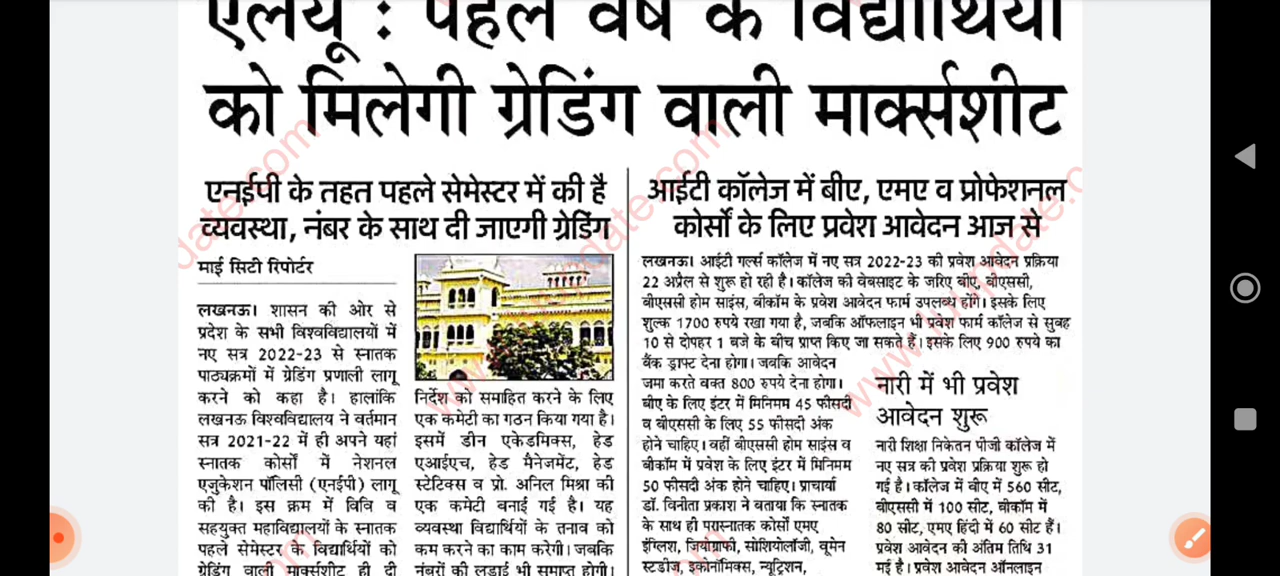 एलयू : पहले वर्ष के विद्यार्थियों
को मिलेगी ग्रेडिंग वाली मार्क्सशीट
एनईपी के तहत पहले सेमेस्टर में की है
व्यवस्था, नंबर के साथ दी जाएगी ग्रेडिंग
माई सिटी रिपोर्टर
लखनऊ। शासन की ओर से
प्रदेश के सभी विश्वविद्यालयों में
नए सत्र 2022-23 से स्नातक
पाठ्यक्रमों में ग्रेडिंग प्रणाली लागू
करने को कहा है। हालांकि
लखनऊ विश्वविद्यालय ने वर्तमान
सत्र 2021-22 में ही अपने यहां
स्नातक कोर्सों में नेशनल
एजुकेशन पॉलिसी (एनईपी) लागू
की है। इस क्रम में विवि व
सहयुक्त महाविद्यालयों के स्नातक
पहले सेमेस्टर के विद्यार्थियों को
ग्रेडिंग वाली मार्क्सशीट ही दी
निर्देश को समाहित करने के लिए
एक कमेटी का गठन किया गया है।
इसमें डीन एकेडमिक्स, हेड
एआईएच, हेड मैनेजमेंट, हेड
स्टेटिक्स व प्रो. अनिल मिश्रा की
एक कमेटी बनाई गई है। यह
व्यवस्था विद्यार्थियों के तनाव को
कम करने का काम करेगी। जबकि
नंबरों की लड़ाई भी समाप्त होगी।
आईटी कॉलेज में बीए, एमए व प्रोफेशनल
कोर्सों के लिए प्रवेश आवेदन आज से
लखनऊ। आईटी गर्ल्स कॉलेज में नए सत्र 2022-23 की प्रवेश आवेदन प्रक्रिया
22 अप्रैल से शुरू हो रही है। कॉलेज की वेबसाइट के जरिए बीए, बीएससी,
बीएससी होम साइंस, बीकॉम के प्रवेश आवेदन फार्म उपलब्ध होंगे। इसके लिए
शुल्क 1700 रुपये रखा गया है, जबकि ऑफलाइन भी प्रवेश फार्म कॉलेज से सुबह
10 से दोपहर 1 बजे के बीच प्राप्त किए जा सकते हैं। इसके लिए 900 रुपये का
बैंक ड्राफ्ट देना होगा। जबकि आवेदन
जमा करते वक्त 800 रुपये देना होगा।
बीए के लिए इंटर में मिनिमम 45 फीसदी
व बीएससी के लिए 55 फीसदी अंक
होने चाहिए। वहीं बीएससी होम साइंस व
बीकॉम में प्रवेश के लिए इंटर में मिनिमम
50 फीसदी अंक होने चाहिए। प्राचार्या
डॉ. विनीता प्रकाश ने बताया कि स्नातक
के साथ ही परास्नातक कोर्सों एमए
इंग्लिश, जियोग्राफी, सोशियोलॉजी, वूमेन
स्टडीज, इकोनॉमिक्स, न्यूट्रिशन,
नारी में भी प्रवेश
आवेदन शुरू
नारी शिक्षा निकेतन पीजी कॉलेज में
नए सत्र की प्रवेश प्रक्रिया शुरू हो
गई है। कॉलेज में बीए में 560 सीट,
बीएससी में 100 सीट, बीकॉम में
80 सीट, एमए हिंदी में 60 सीट हैं।
प्रवेश आवेदन की अंतिम तिथि 31
मई है। प्रवेश आवेदन ऑनलाइन